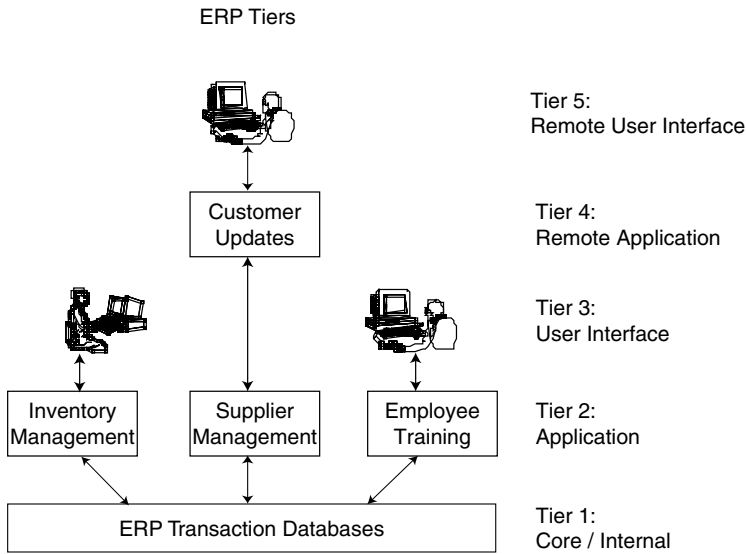 ERP Tiers
Tier 5:
Remote User Interface
Customer
Updates
Tier 4:
Remote Application
Tier 3:
User Interface
Inventory
Management
Supplier
Management
Employee
Training
Tier 2:
Application
ERP Transaction Databases
Tier 1:
Core / Internal